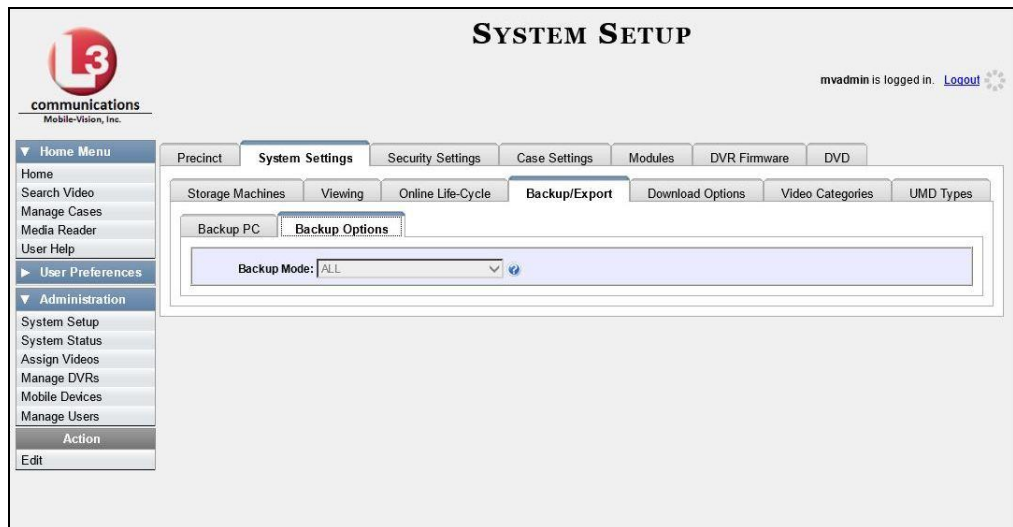 SYSTEM SETUP
L3
communications
Mobile-Vision, Inc.
mvadmin is logged in. Logout
▼ Home Menu
Home
Search Video
Manage Cases
Media Reader
User Help
▶ User Preferences
▼ Administration
System Setup
System Status
Assign Videos
Manage DVRs
Mobile Devices
Manage Users
Action
Edit
Precinct System Settings Security Settings Case Settings Modules DVR Firmware DVD
Storage Machines Viewing Online Life-Cycle Backup/Export Download Options Video Categories UMD Types
Backup PC Backup Options
Backup Mode: ALL ?